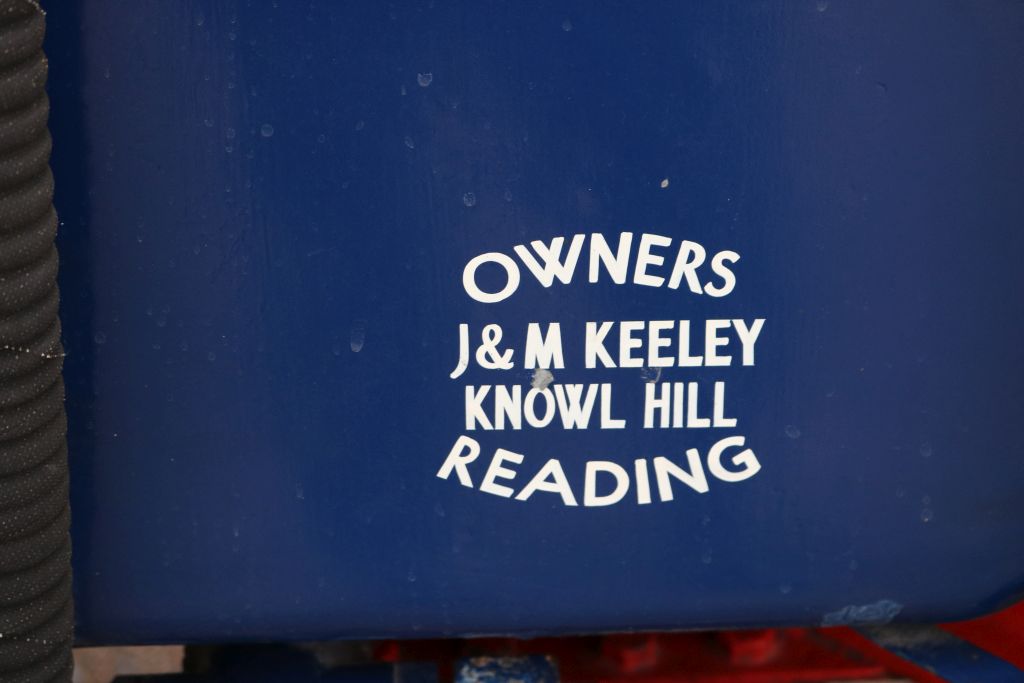 OWNERS
J & M KEELEY
KNOWL HILL
READING